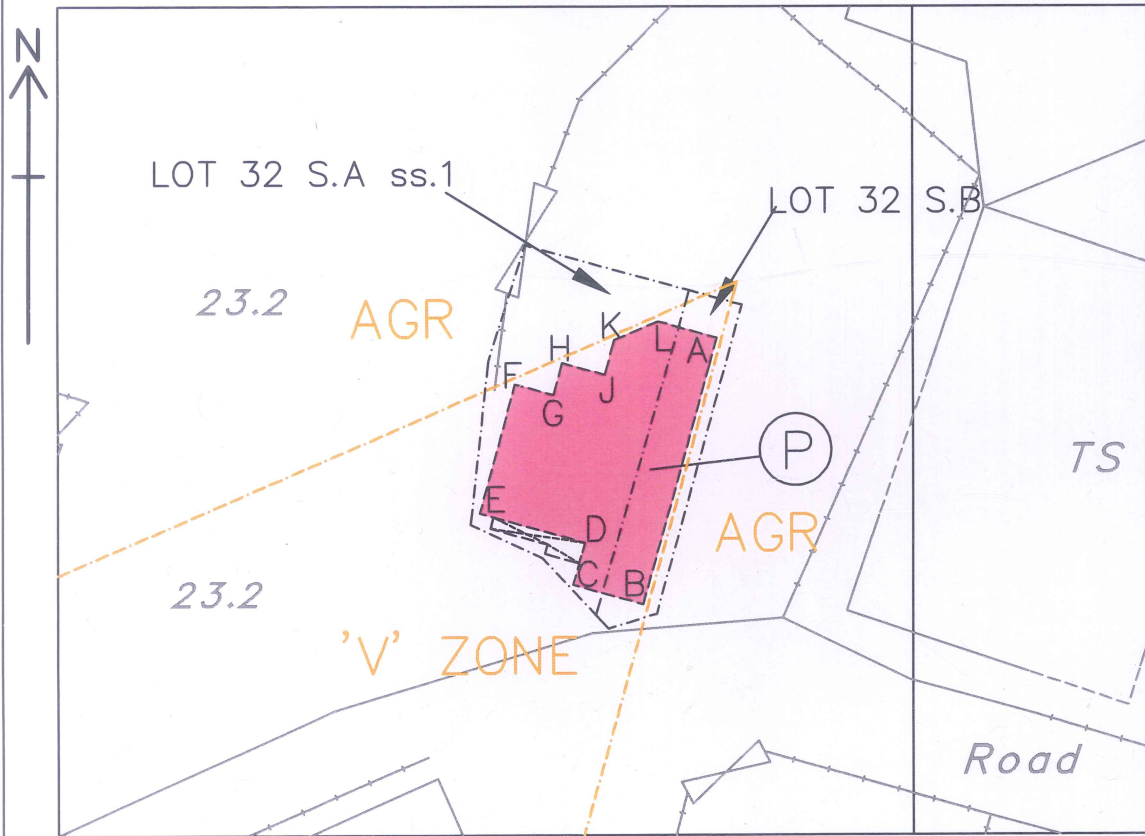 N
LOT 32 S.A ss.1
LOT 32 S.B
23.2
AGR
K
L
A
H
J
F
G
P
TS
E
D
AGR
C
B
23.2
'V' ZONE
Road